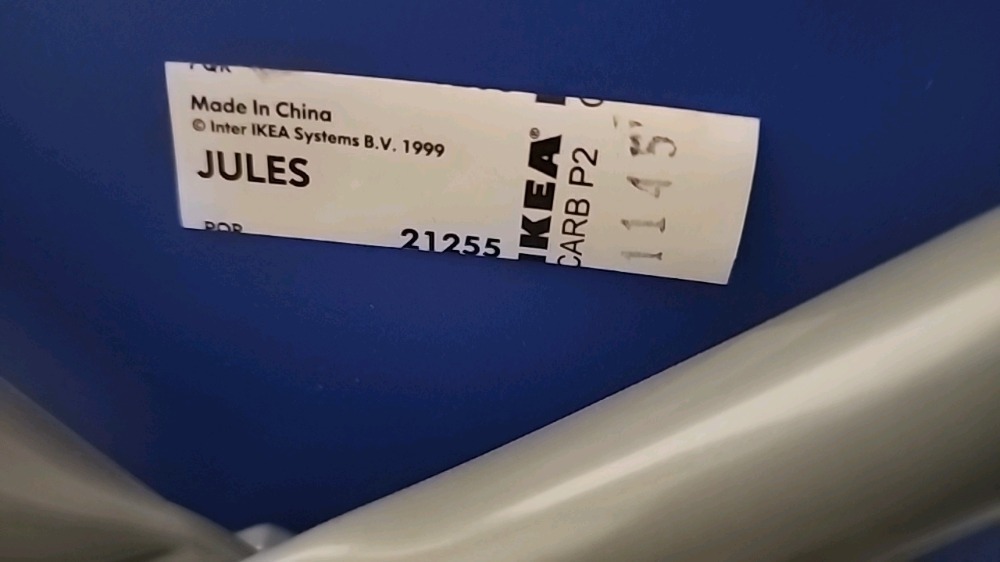 Made In China
© Inter IKEA Systems B.V. 1999
JULES
21255
IKEA®
CARB P2
1145